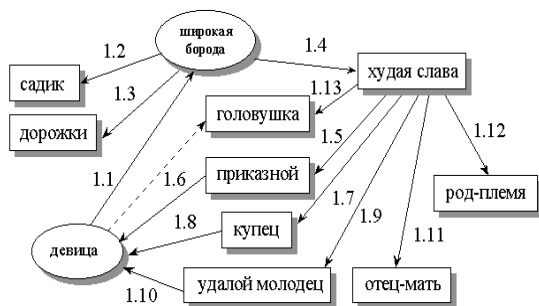 широкая
борода
1.2
1.4
садик
1.3
худая слава
1.13
дорожки
головушка
1.12
1.5
1.1
1.6
приказной
род-племя
1.7
1.9
1.8
купец
1.11
девица
удалой молодец
отец-мать
1.10